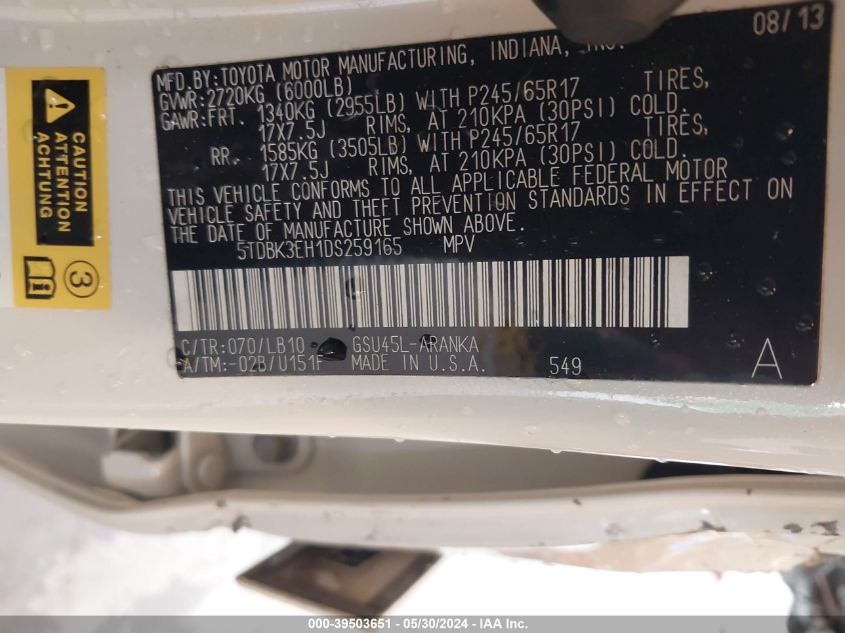 08/13
MFD. BY: TOYOTA MOTOR MANUFACTURING, INDIANA, INC.
GVWR: 2720KG (6000LB)
GAWR: FRT. 1340KG (2955LB) WITH P245/65R17 TIRES,
17X7.5J RIMS, AT 210KPA (30PSI) COLD.
RR. 1585KG (3505LB) WITH P245/65R17 TIRES,
17X7.5J RIMS, AT 210KPA (30PSI) COLD.
THIS VEHICLE CONFORMS TO ALL APPLICABLE FEDERAL MOTOR
VEHICLE SAFETY AND THEFT PREVENTION STANDARDS IN EFFECT ON
THE DATE OF MANUFACTURE SHOWN ABOVE.
5TDBK3EH1DS259165 MPV
C/TR: 070/LB10 GSU45L-ARANKA
A/TM: -02B/U151F MADE IN U.S.A. 549 A
CAUTION
ATTENTION
ACHTUNG
3
000-39503651 - 05/30/2024 - IAA Inc.